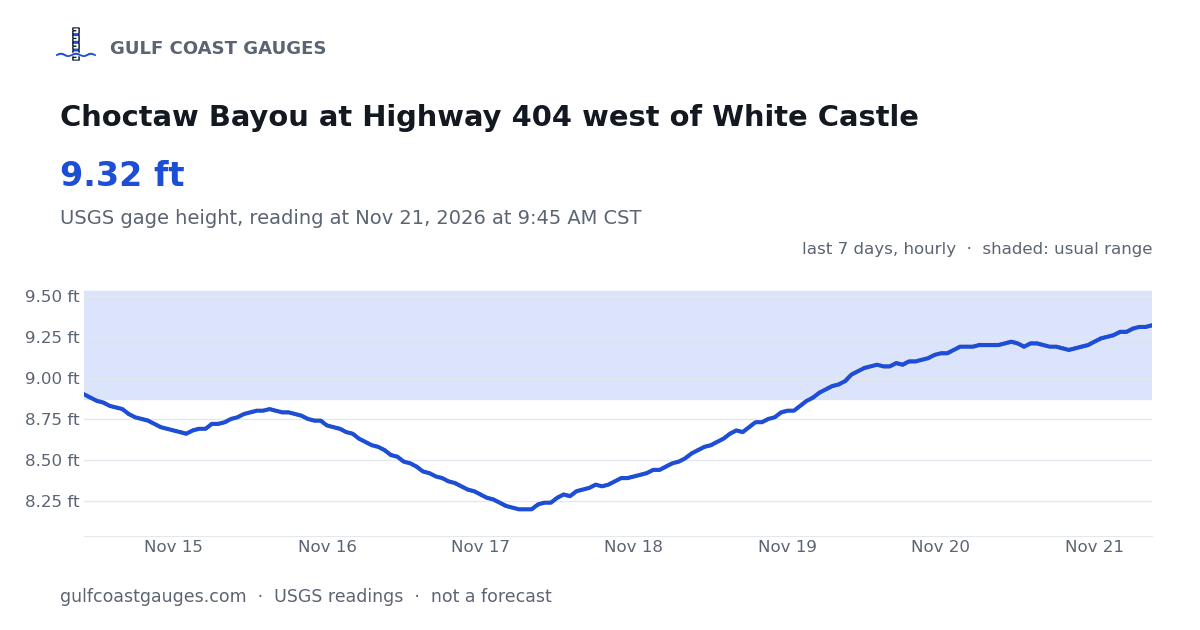 GULF COAST GAUGES
Choctaw Bayou at Highway 404 west of White Castle
9.32 ft
USGS gage height, reading at Nov 21, 2026 at 9:45 AM CST
last 7 days, hourly · shaded: usual range
9.50 ft
9.25 ft
9.00 ft
8.75 ft
8.50 ft
8.25 ft
Nov 15 Nov 16 Nov 17 Nov 18 Nov 19 Nov 20 Nov 21
gulfcoastgauges.com · USGS readings · not a forecast